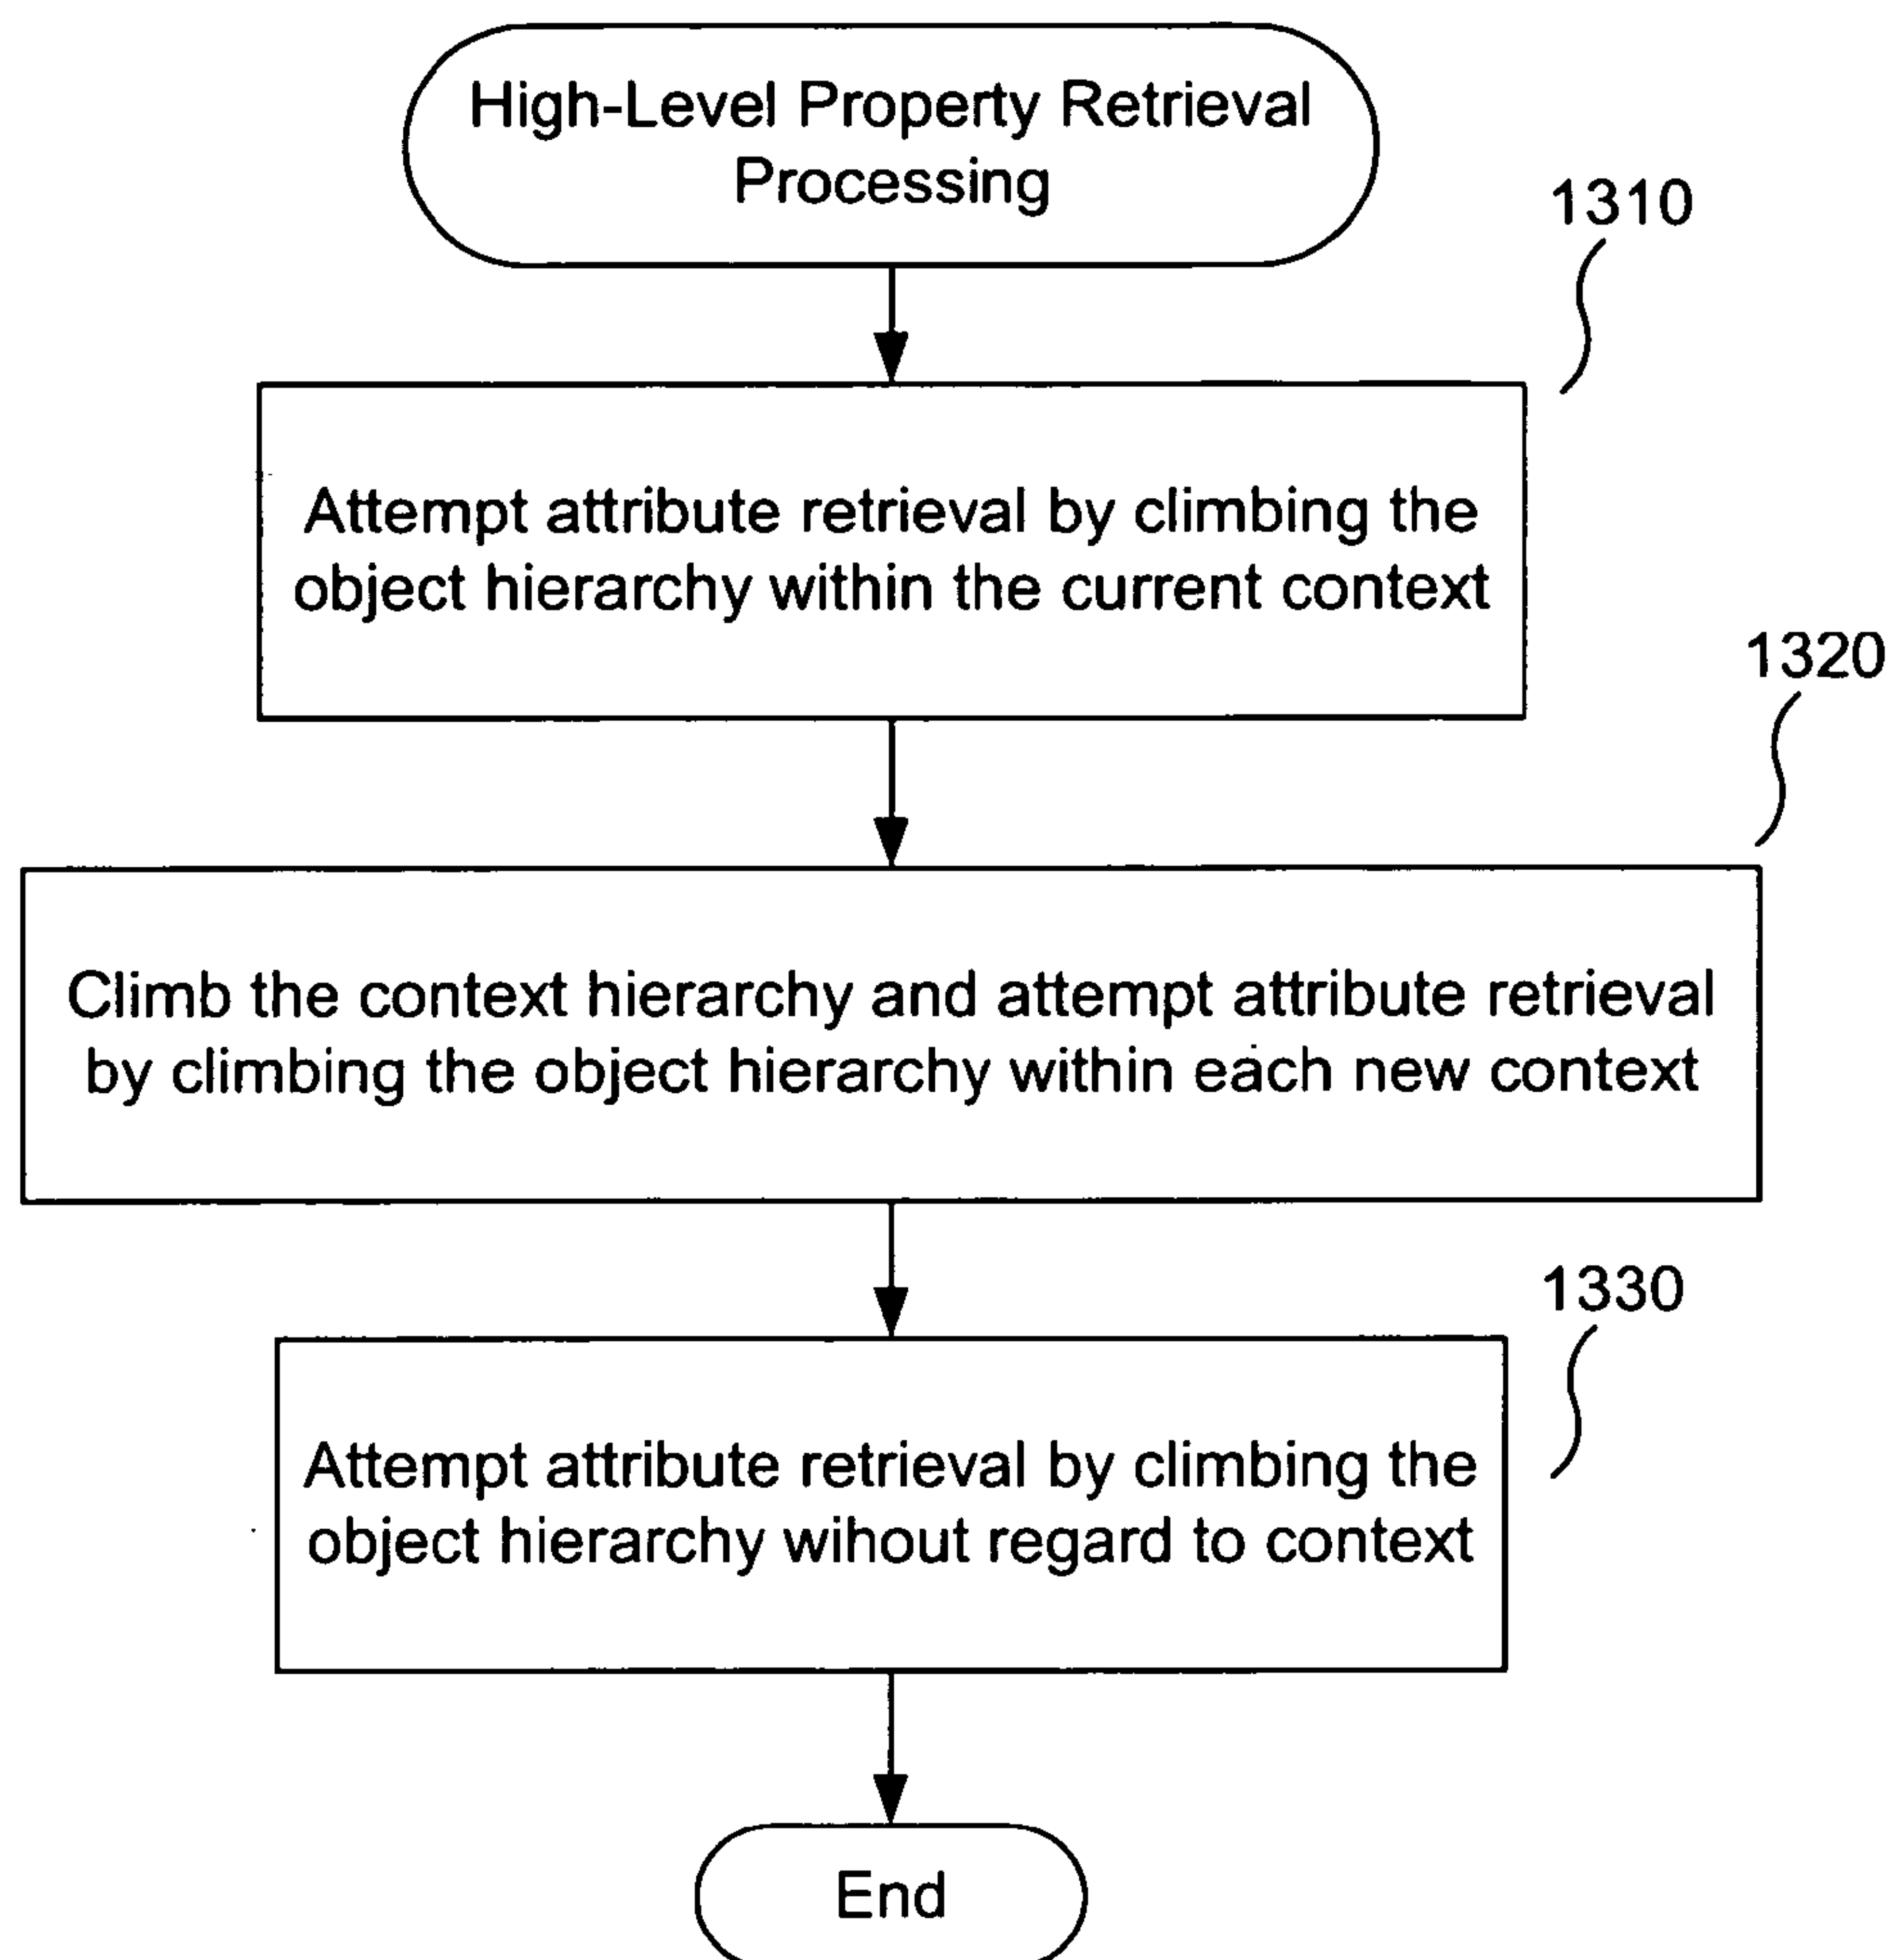 High-Level Property Retrieval
Processing
1310
Attempt attribute retrieval by climbing the
object hierarchy within the current context
1320
Climb the context hierarchy and attempt attribute retrieval
by climbing the object hierarchy within each new context
1330
Attempt attribute retrieval by climbing the
object hierarchy wihout regard to context
End